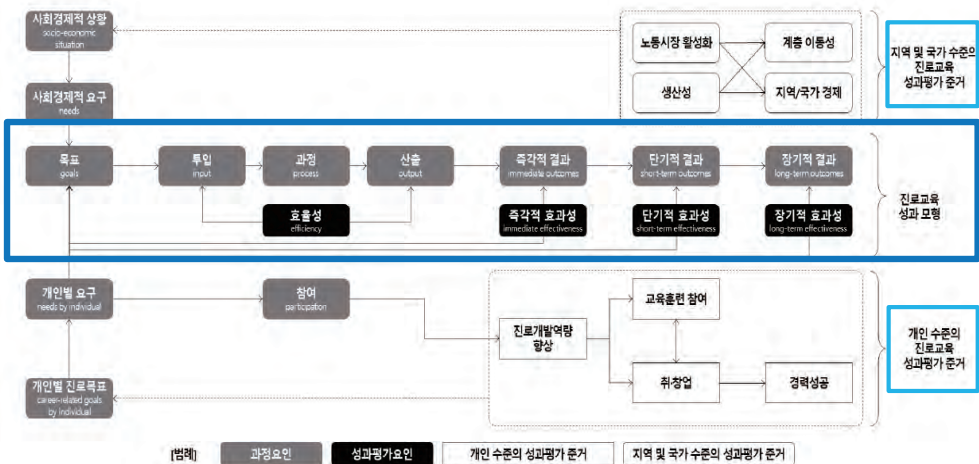 사회경제적 상황
socio-economic
situation
노동시장 활성화
계층 이동성
생산성
지역/국가 경제
지역 및 국가 수준의
진로교육
성과평가 준거
사회경제적 요구
needs
목표
goals
투입
input
과정
process
산출
output
즉각적 결과
immediate outcomes
단기적 결과
short-term outcomes
장기적 결과
long-term outcomes
효율성
efficiency
즉각적 효과성
immediate effectiveness
단기적 효과성
short-term effectiveness
장기적 효과성
long-term effectiveness
진로교육
성과 모형
개인별 요구
needs by individual
참여
participation
진로개발역량
향상
교육훈련 참여
취·창업
경력성공
개인 수준의
진로교육
성과평가 준거
개인별 진로목표
career-related goals
by individual
[범례]
과정요인
성과평가요인
개인 수준의 성과평가 준거
지역 및 국가 수준의 성과평가 준거